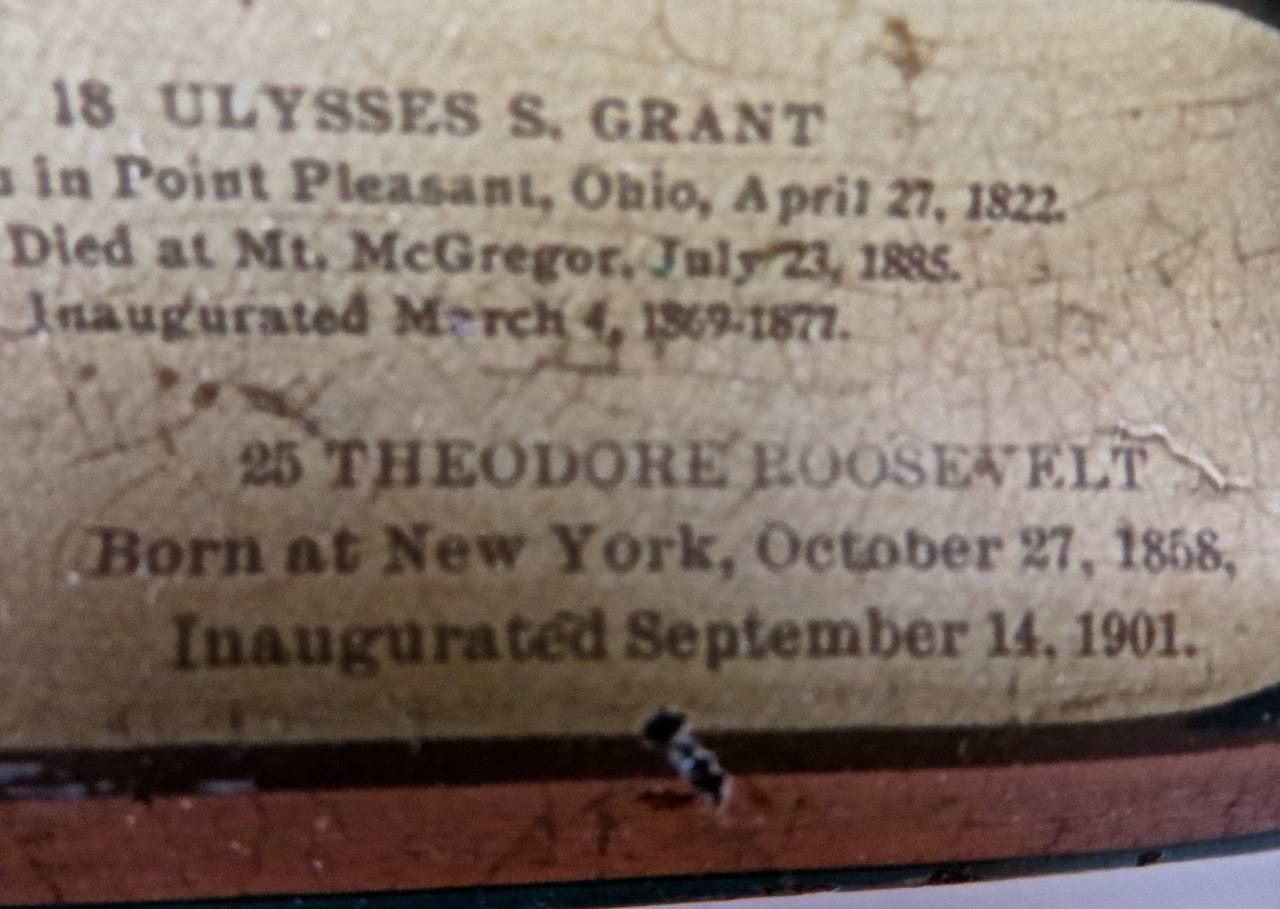 18 ULYSSES S. GRANT
in Point Pleasant, Ohio, April 27, 1822.
Died at Mt. McGregor, July 23, 1885.
Inaugurated March 4, 1869-1877.
25 THEODORE ROOSEVELT
Born at New York, October 27, 1858,
Inaugurated September 14, 1901.